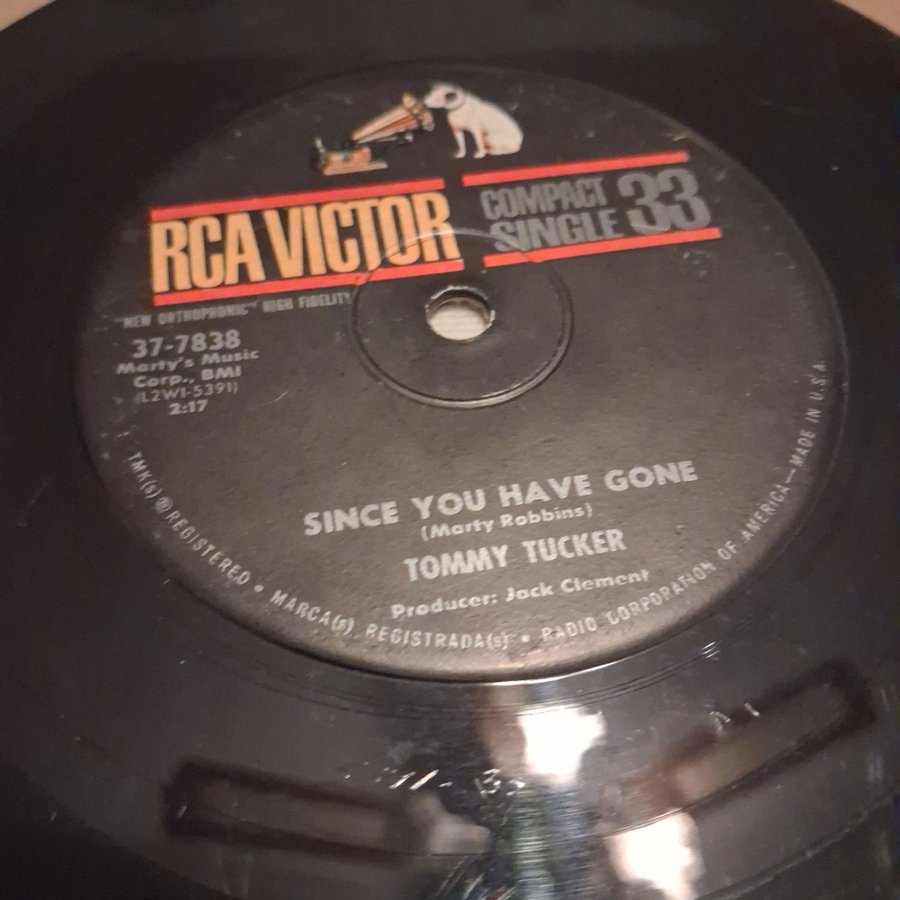 RCA VICTOR
COMPACT
SINGLE 33
"NEW ORTHOPHONIC" HIGH FIDELITY
37-7838
Marty's Music
Corp., BMI
(L2WI-5391)
2:17
SINCE YOU HAVE GONE
(Marty Robbins)
TOMMY TUCKER
Producer: Jack Clement
TMK(s) ® REGISTERED • MARCA(s) REGISTRADA(s) • RADIO CORPORATION OF AMERICA—MADE IN U.S.A.